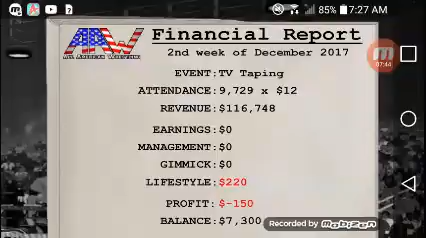 85% 7:27 AM
Financial Report
2nd week of December 2017
APW
ALL AMERICAN WRESTLING
07:44
EVENT: TV Taping
ATTENDANCE: 9,729 x $12
REVENUE: $116,748
EARNINGS: $0
MANAGEMENT: $0
GIMMICK: $0
LIFESTYLE: $220
PROFIT: $-150
BALANCE: $7,300
Recorded by Mobizen